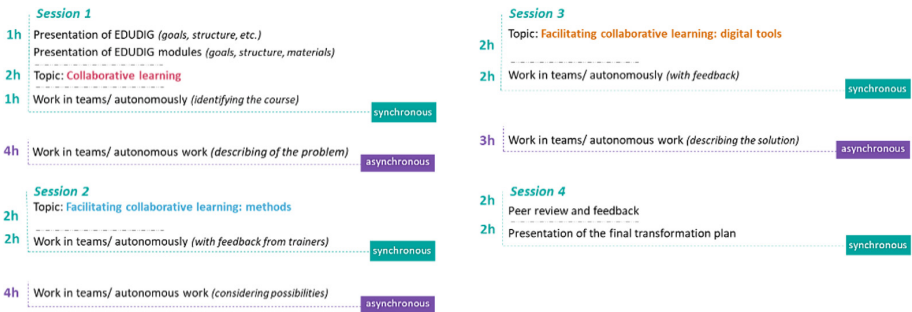 Session 1
1h Presentation of EDUDIG (goals, structure, etc.)
Presentation of EDUDIG modules (goals, structure, materials)
2h Topic: Collaborative learning
1h Work in teams/ autonomously (identifying the course)
synchronous
4h Work in teams/ autonomous work (describing of the problem)
asynchronous
Session 2
2h Topic: Facilitating collaborative learning: methods
2h Work in teams/ autonomously (with feedback from trainers)
synchronous
4h Work in teams/ autonomous work (considering possibilities)
asynchronous
Session 3
2h Topic: Facilitating collaborative learning: digital tools
2h Work in teams/ autonomously (with feedback)
synchronous
3h Work in teams/ autonomous work (describing the solution)
asynchronous
Session 4
2h Peer review and feedback
2h Presentation of the final transformation plan
synchronous